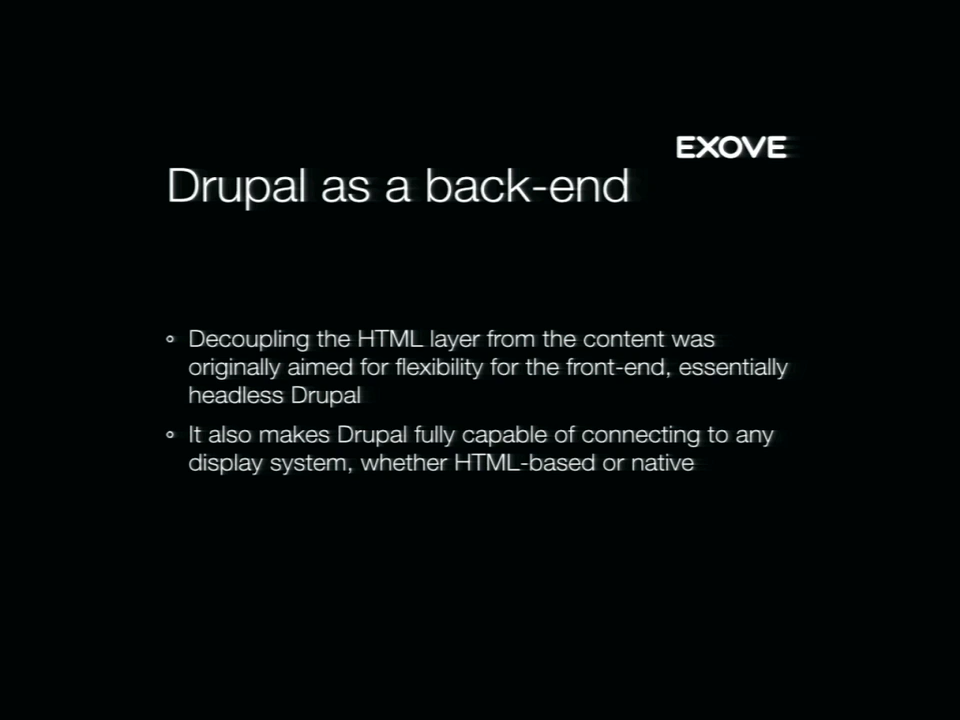 EXOVE
Drupal as a back-end
Decoupling the HTML layer from the content was
originally aimed for flexibility for the front-end, essentially
headless Drupal
It also makes Drupal fully capable of connecting to any
display system, whether HTML-based or native